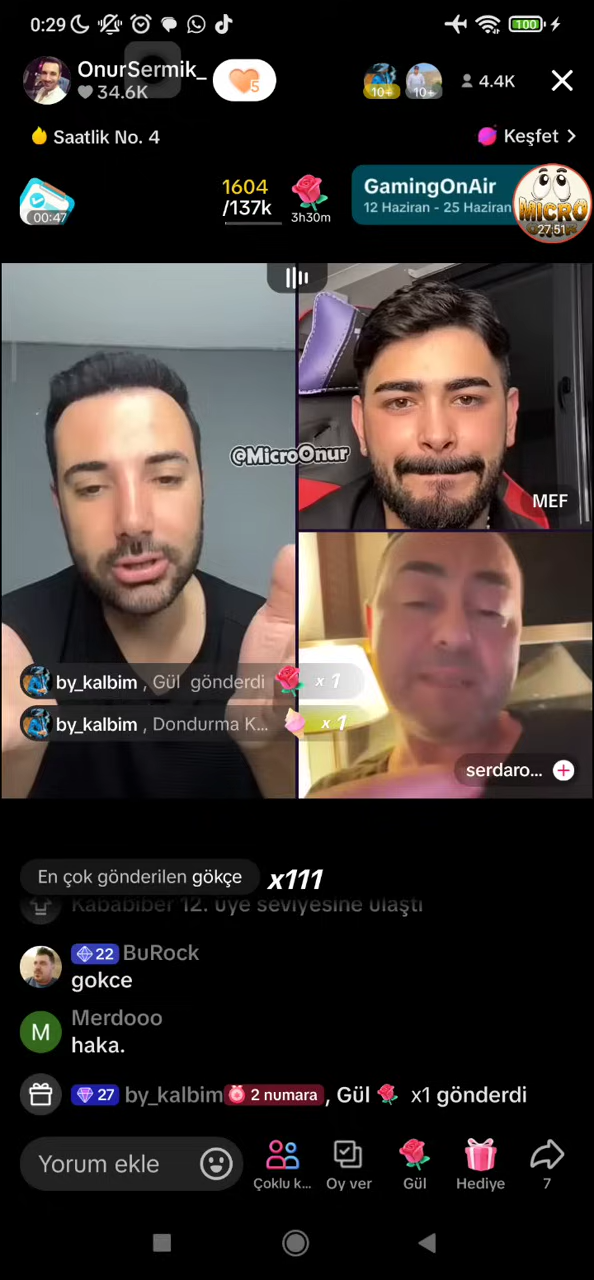 0:29
100
OnurSermik_
34.6K
5
10+
10+
4.4K
Saatlik No. 4
Keşfet
00:47
1604
/137k
3h30m
GamingOnAir
12 Haziran - 25 Haziran
MICRO
27:51
@MicroOnur
MEF
by_kalbim , Gül gönderdi x 1
by_kalbim , Dondurma K... x 1
serdaro...
En çok gönderilen gökçe x111
Kababiber 12. üye seviyesine ulaştı
22 BuRock
gokce
M Merdooo
haka.
27 by_kalbim 2 numara , Gül x1 gönderdi
Yorum ekle
Çoklu k...
Oy ver
Gül
Hediye
7